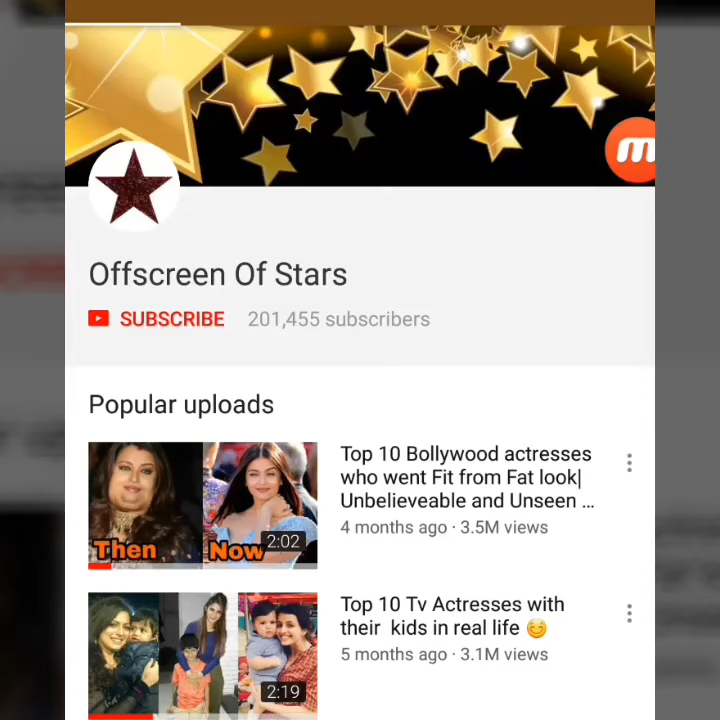 m
Offscreen Of Stars
SUBSCRIBE 201,455 subscribers
Popular uploads
Then Now 2:02
Top 10 Bollywood actresses
who went Fit from Fat look|
Unbelieveable and Unseen ...
4 months ago · 3.5M views
2:19
Top 10 Tv Actresses with
their kids in real life 😊
5 months ago · 3.1M views